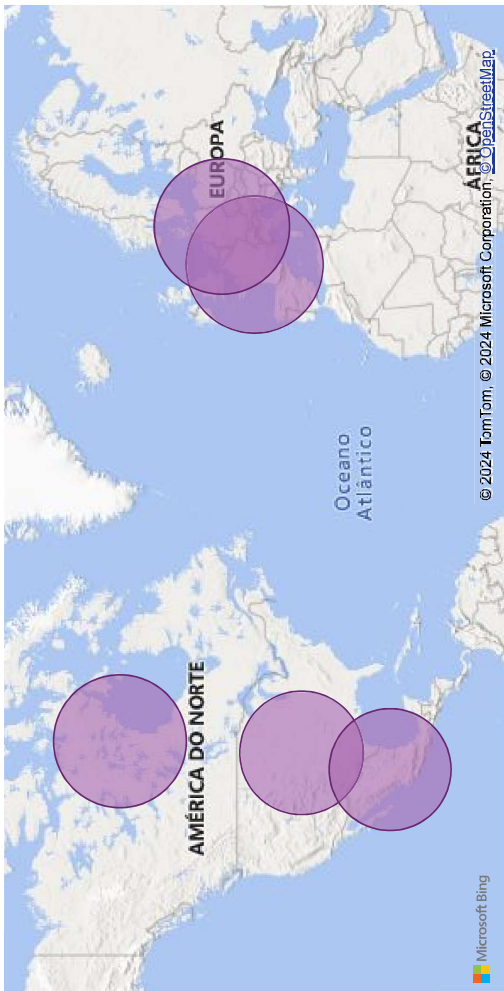 AMÉRICA DO NORTE
EUROPA
Oceano
Atlântico
ÁFRICA
Microsoft Bing
© 2024 TomTom, © 2024 Microsoft Corporation, © OpenStreetMap